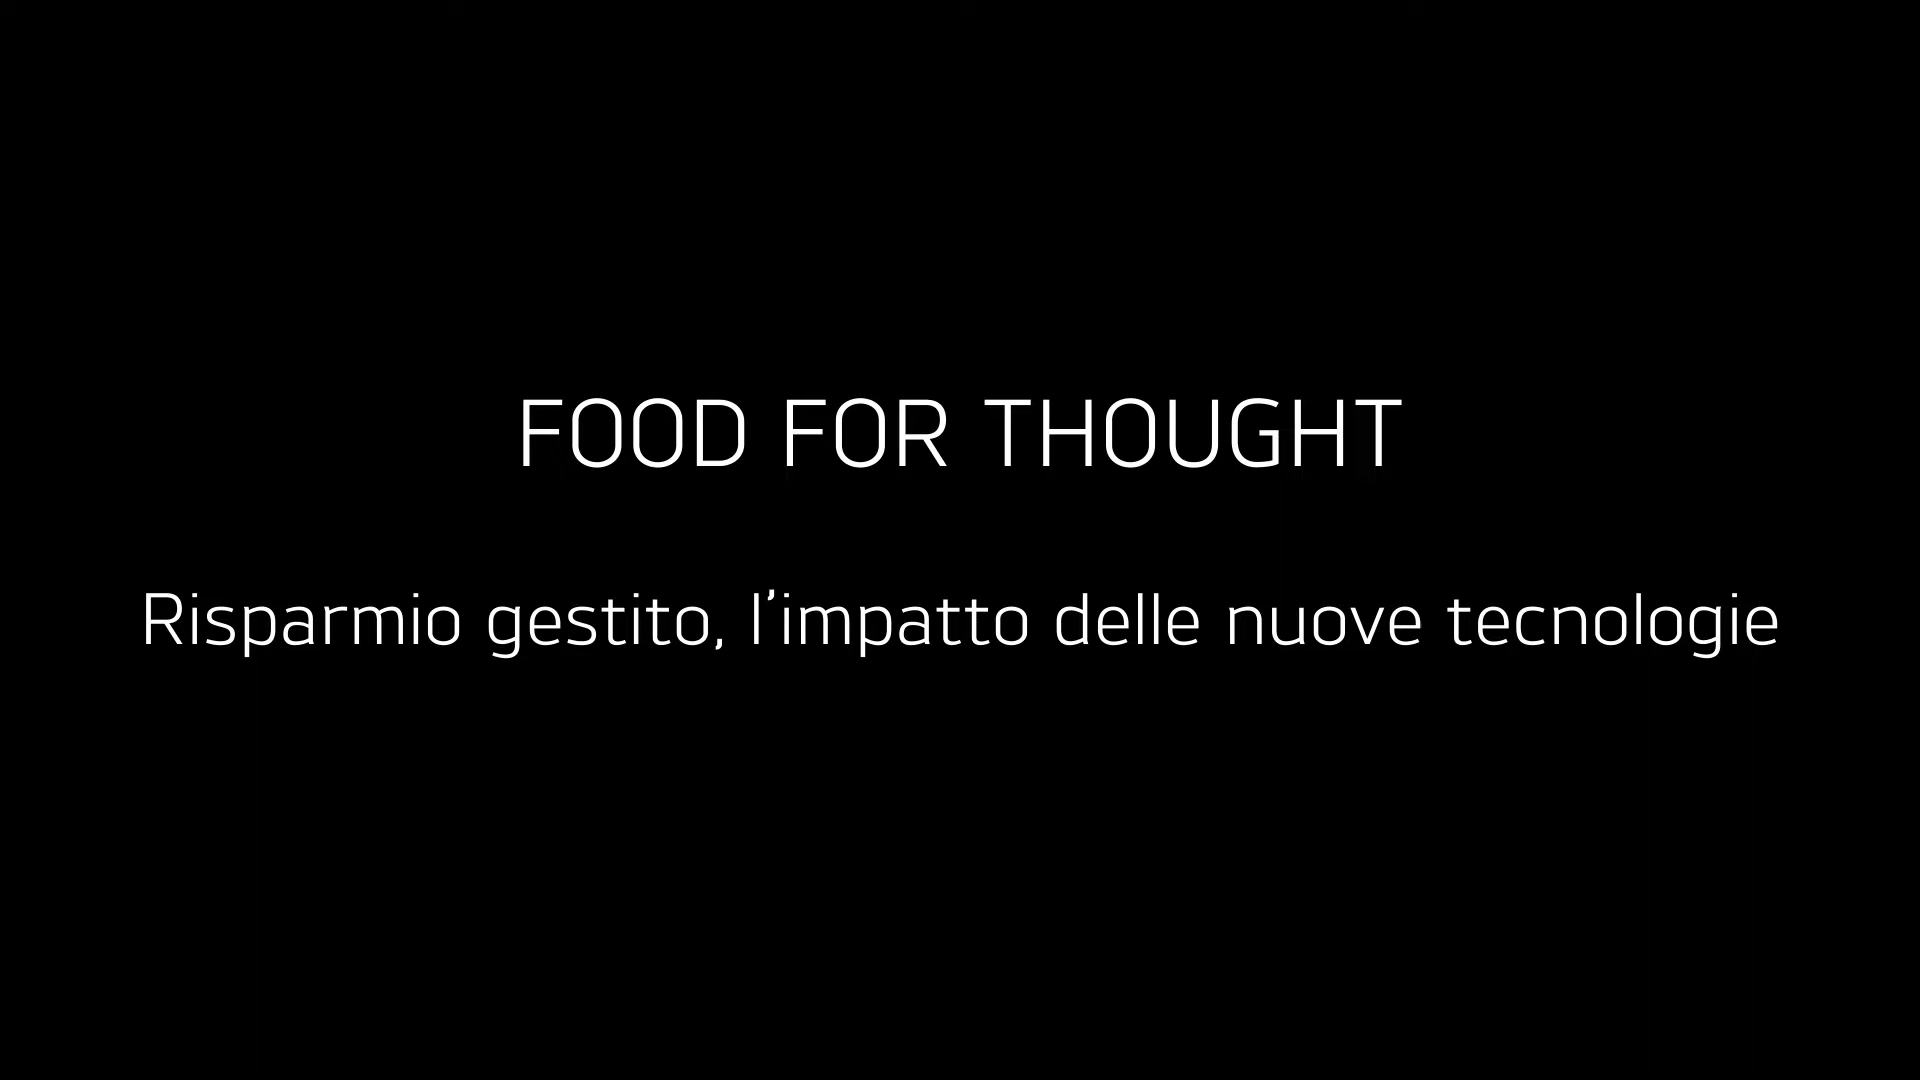 FOOD FOR THOUGHT
Risparmio gestito, l’impatto delle nuove tecnologie